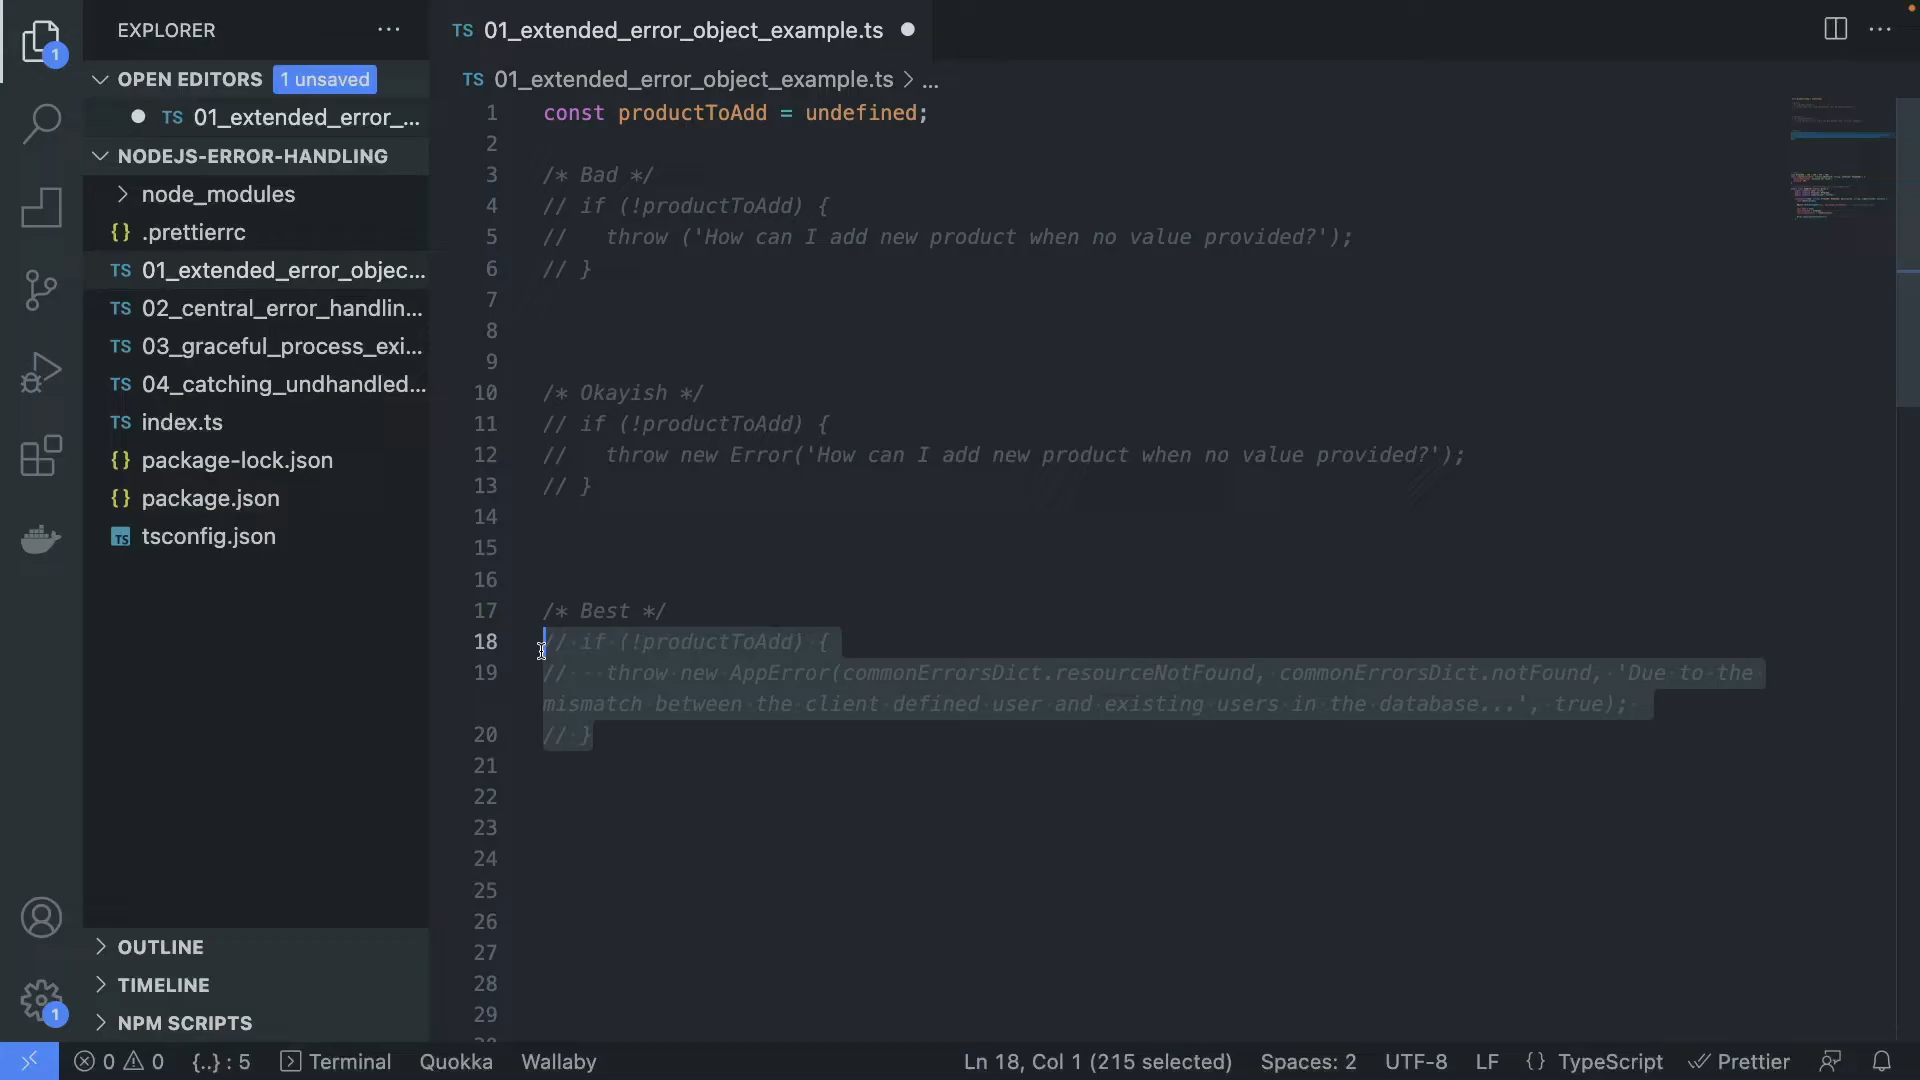 EXPLORER
TS 01_extended_error_object_example.ts
OPEN EDITORS 1 unsaved
TS 01_extended_error_...
NODEJS-ERROR-HANDLING
node_modules
{} .prettierrc
TS 01_extended_error_objec...
TS 02_central_error_handlin...
TS 03_graceful_process_exi...
TS 04_catching_undhandled...
TS index.ts
{} package-lock.json
{} package.json
TS tsconfig.json
OUTLINE
TIMELINE
NPM SCRIPTS
1
1
TS 01_extended_error_object_example.ts > ...
1 const productToAdd = undefined;
2
3 /* Bad */
4 // if (!productToAdd) {
5 //   throw ('How can I add new product when no value provided?');
6 // }
7
8
9
10 /* Okayish */
11 // if (!productToAdd) {
12 //   throw new Error('How can I add new product when no value provided?');
13 // }
14
15
16
17 /* Best */
18 // if (!productToAdd) {
19 //   throw new AppError(commonErrorsDict.resourceNotFound, commonErrorsDict.notFound, 'Due to the
mismatch between the client defined user and existing users in the database...', true);
20 // }
21
22
23
24
25
26
27
28
29
0 0 {..} : 5 Terminal Quokka Wallaby Ln 18, Col 1 (215 selected) Spaces: 2 UTF-8 LF {} TypeScript Prettier